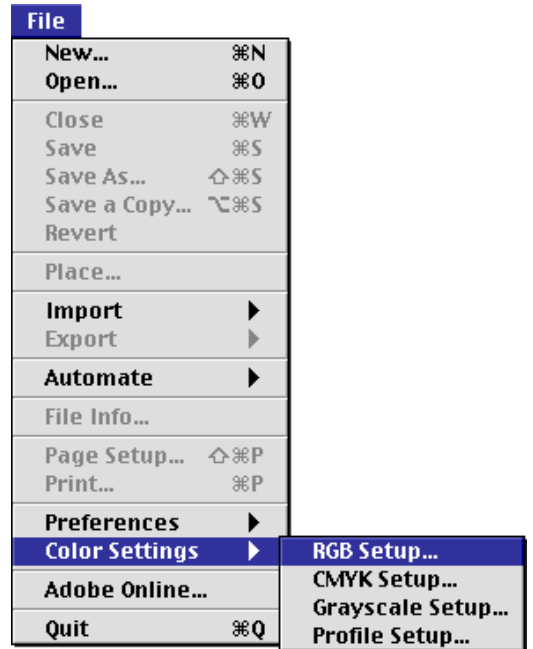 File
New... ⌘N
Open... ⌘O
Close ⌘W
Save ⌘S
Save As... ⇧⌘S
Save a Copy... ⌥⌘S
Revert
Place...
Import ▶
Export ▶
Automate ▶
File Info...
Page Setup... ⇧⌘P
Print... ⌘P
Preferences ▶
Color Settings ▶
RGB Setup...
CMYK Setup...
Grayscale Setup...
Profile Setup...
Adobe Online...
Quit ⌘Q